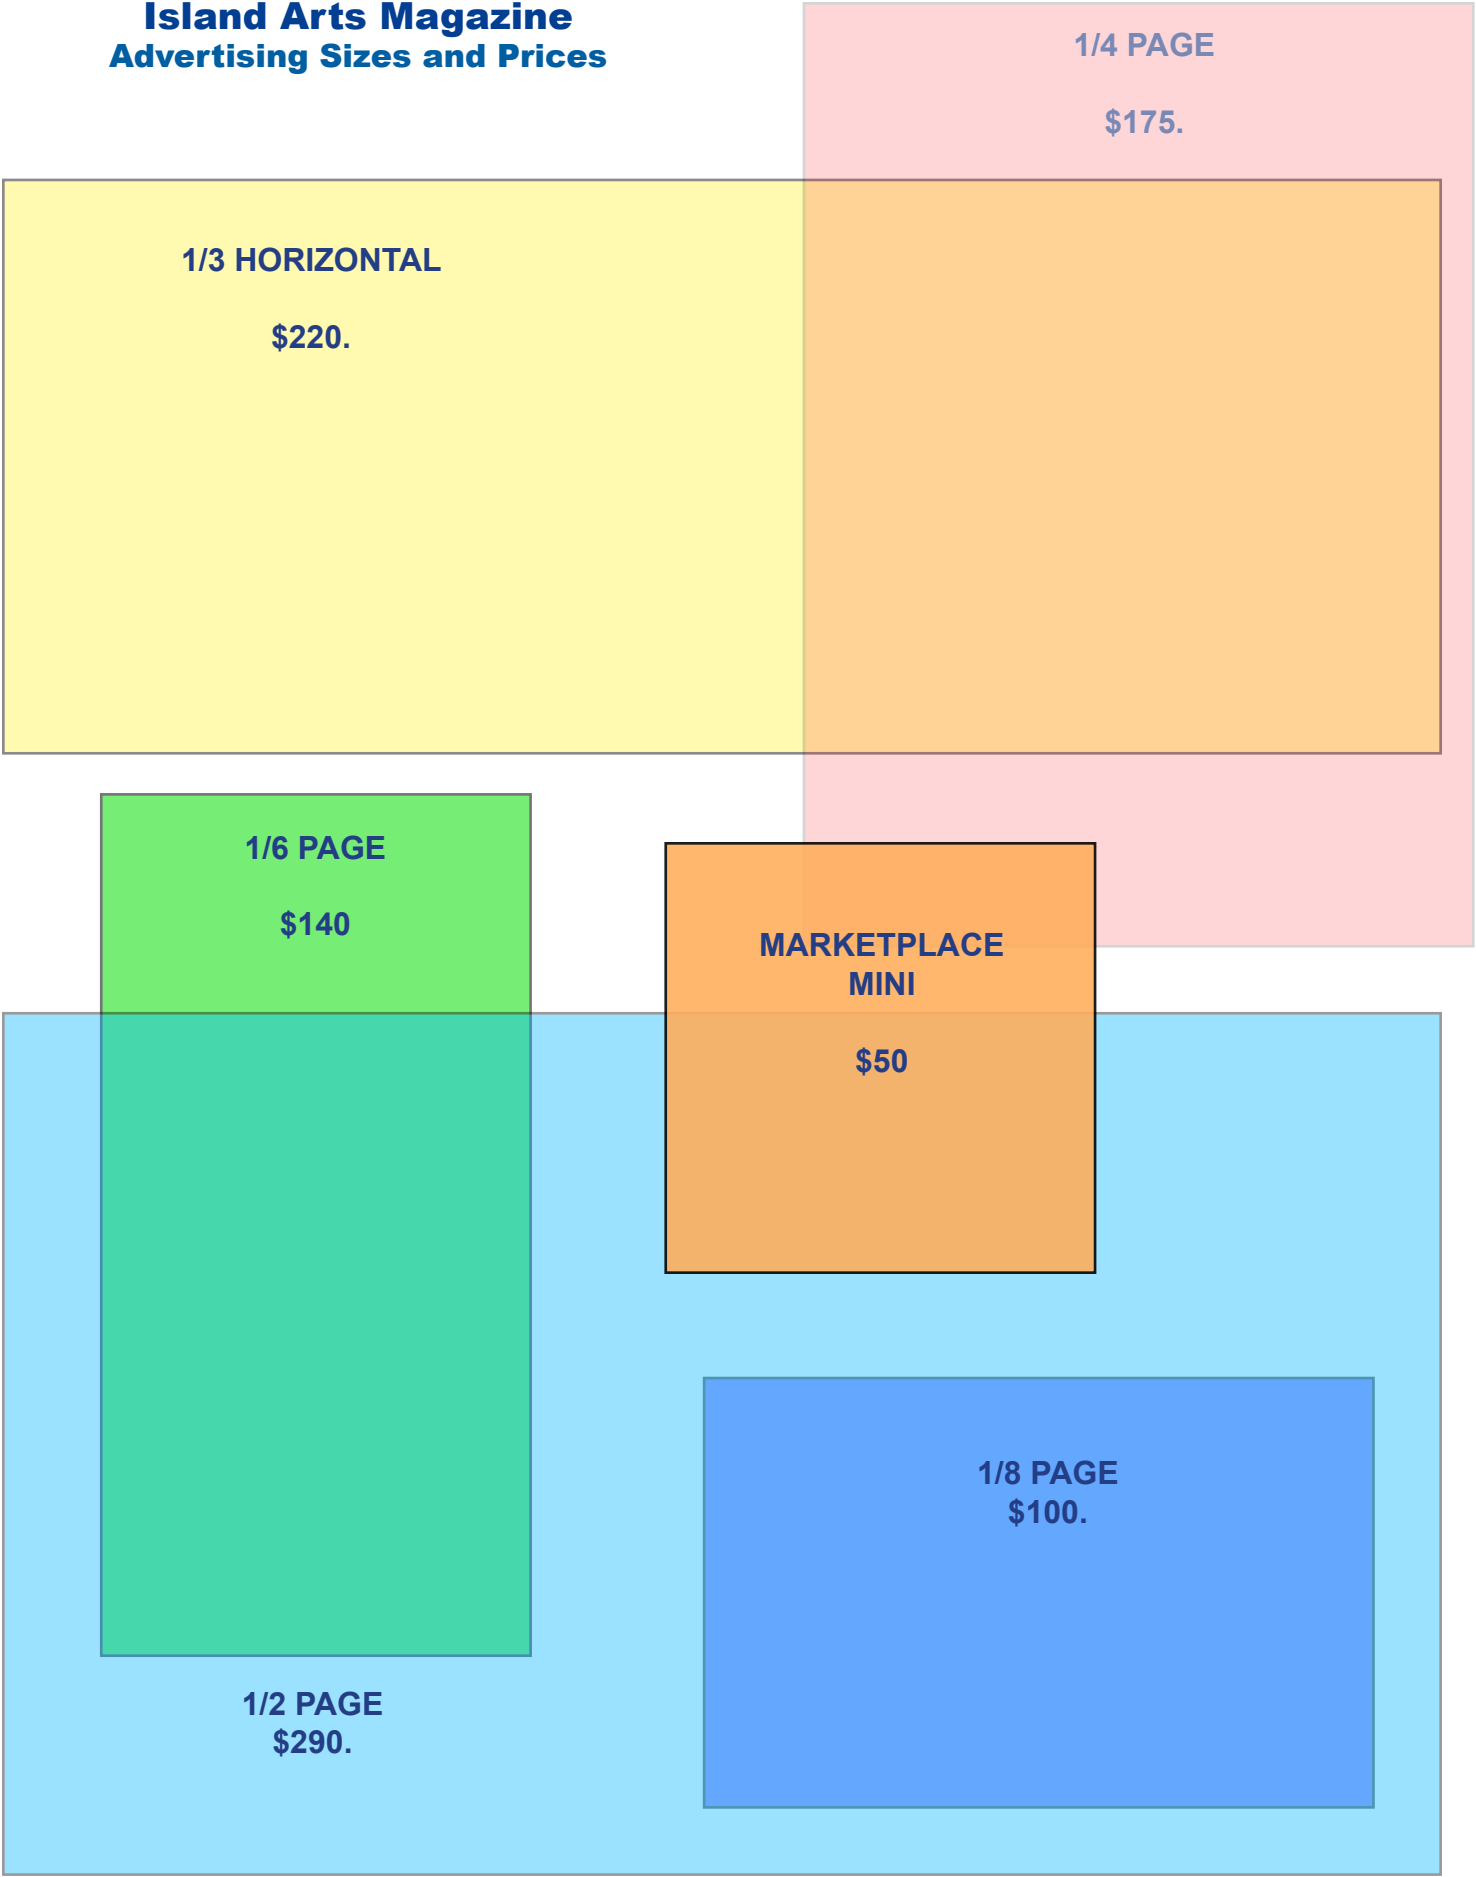 Island Arts Magazine
Advertising Sizes and Prices
1/4 PAGE
$175.
1/3 HORIZONTAL
$220.
1/6 PAGE
$140
MARKETPLACE
MINI
$50
1/8 PAGE
$100.
1/2 PAGE
$290.